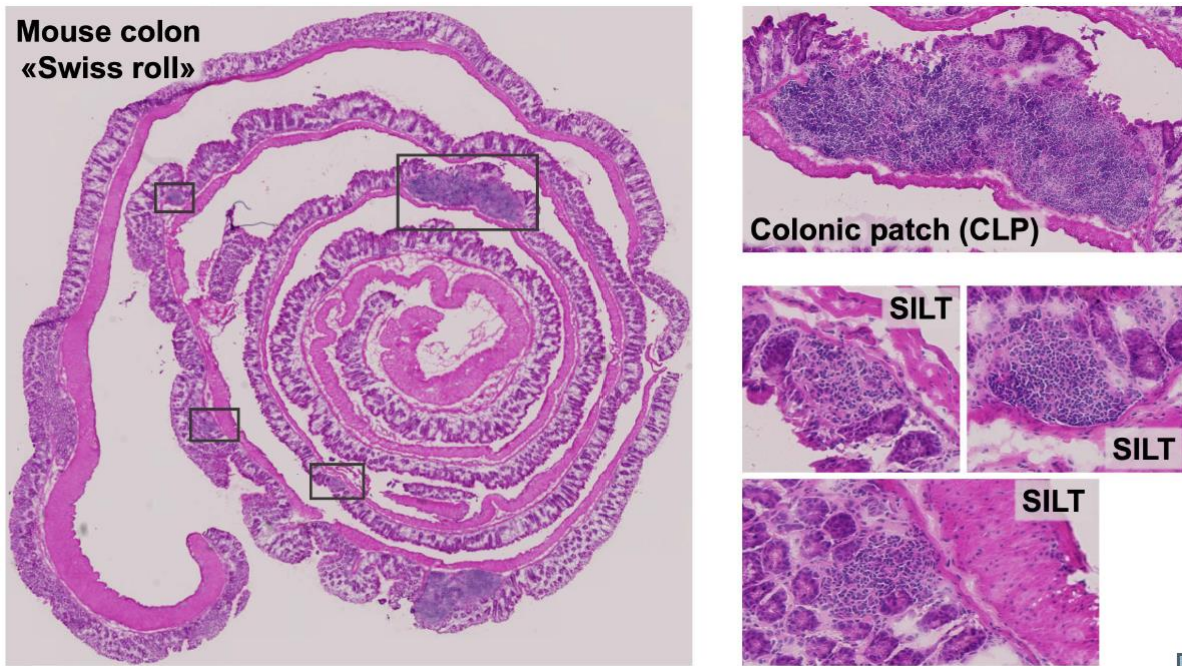 Mouse colon
«Swiss roll»
Colonic patch (CLP)
SILT
SILT
SILT